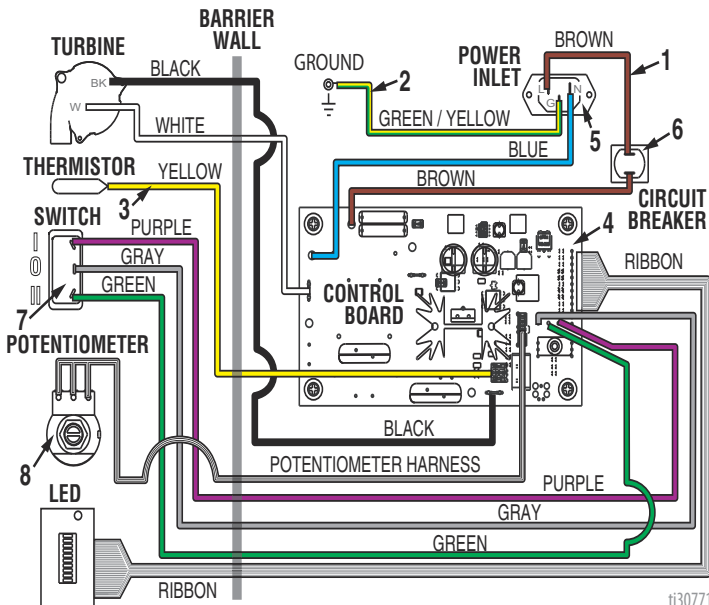 BARRIER
WALL
TURBINE
BK
W
BLACK
WHITE
GROUND
2
GREEN / YELLOW
POWER
INLET
L
N
G
BROWN
1
5
6
BLUE
BROWN
CIRCUIT
BREAKER
THERMISTOR
YELLOW
3
SWITCH
I
O
II
PURPLE
GRAY
GREEN
7
4
RIBBON
CONTROL
BOARD
POTENTIOMETER
8
BLACK
POTENTIOMETER HARNESS
PURPLE
GRAY
GREEN
LED
RIBBON
ti30771